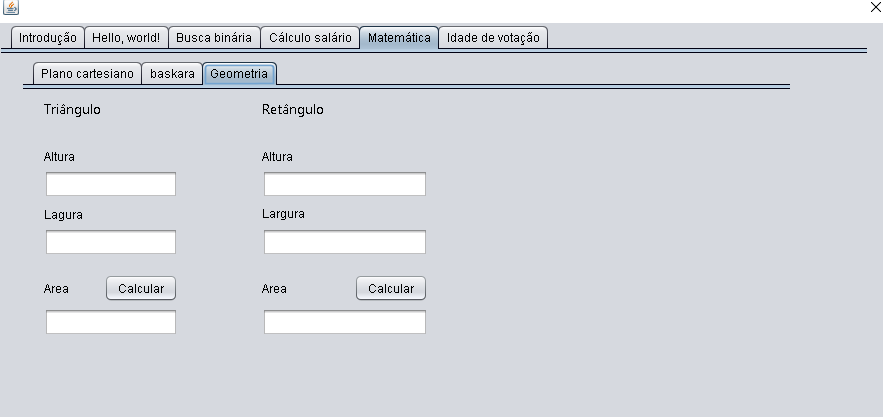 Introdução Hello, world! Busca binária Cálculo salário Matemática Idade de votação
Plano cartesiano baskara Geometria
Triângulo Retângulo
Altura Altura
Lagura Largura
Area Calcular Area Calcular